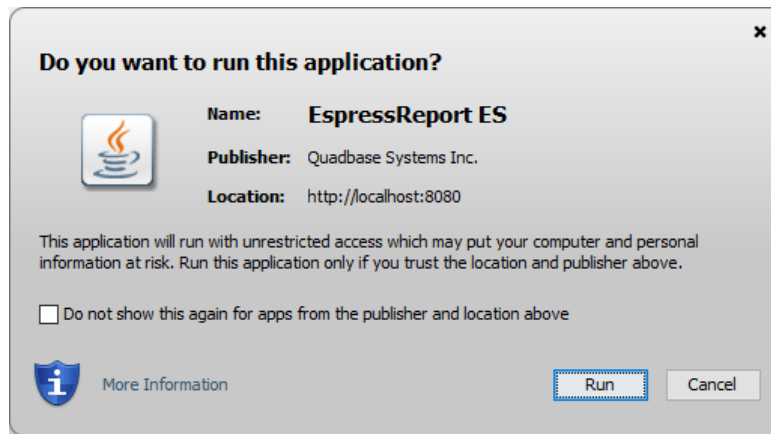 Do you want to run this application?
Name: EspressReport ES
Publisher: Quadbase Systems Inc.
Location: http://localhost:8080
This application will run with unrestricted access which may put your computer and personal
information at risk. Run this application only if you trust the location and publisher above.
Do not show this again for apps from the publisher and location above
More Information
Run
Cancel